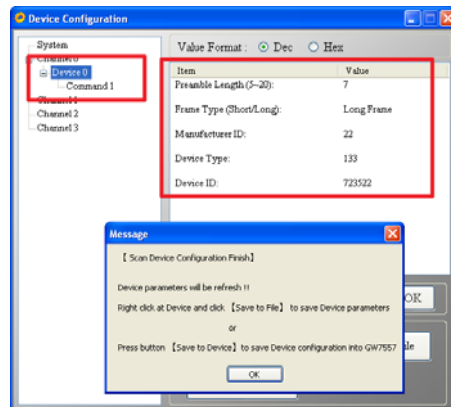 Device Configuration
System
Channel 0
Device 0
Command 1
Channel 2
Channel 3
Value Format : Dec Hex
Item Value
Preamble Length (5~20): 7
Frame Type (Short/Long): Long Frame
Manufacturer ID: 22
Device Type: 133
Device ID: 723522
Message
【 Scan Device Configuration Finish】
Device parameters will be refresh !!
Right click at Device and click 【Save to File】 to save Device parameters
or
Press button 【Save to Device】 to save Device configuration into GW7557
OK
OK